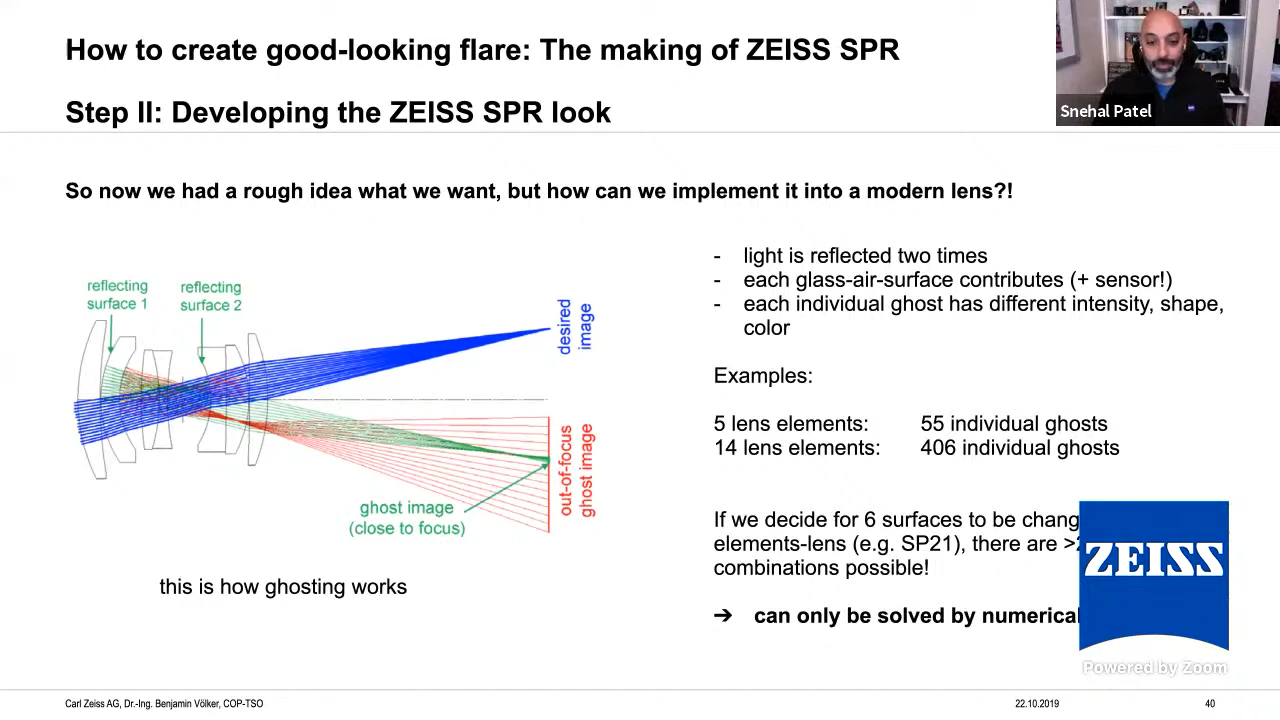 How to create good-looking flare: The making of ZEISS SPR
Step II: Developing the ZEISS SPR look
Snehal Patel
So now we had a rough idea what we want, but how can we implement it into a modern lens?!
reflecting
surface 1
reflecting
surface 2
desired
image
out-of-focus
ghost image
ghost image
(close to focus)
this is how ghosting works
- light is reflected two times
- each glass-air-surface contributes (+ sensor!)
- each individual ghost has different intensity, shape,
color
Examples:
5 lens elements: 55 individual ghosts
14 lens elements: 406 individual ghosts
If we decide for 6 surfaces to be chang
elements-lens (e.g. SP21), there are >2
combinations possible!
➔ can only be solved by numerical
ZEISS
Powered by Zoom
Carl Zeiss AG, Dr.-Ing. Benjamin Völker, COP-TSO
22.10.2019
40